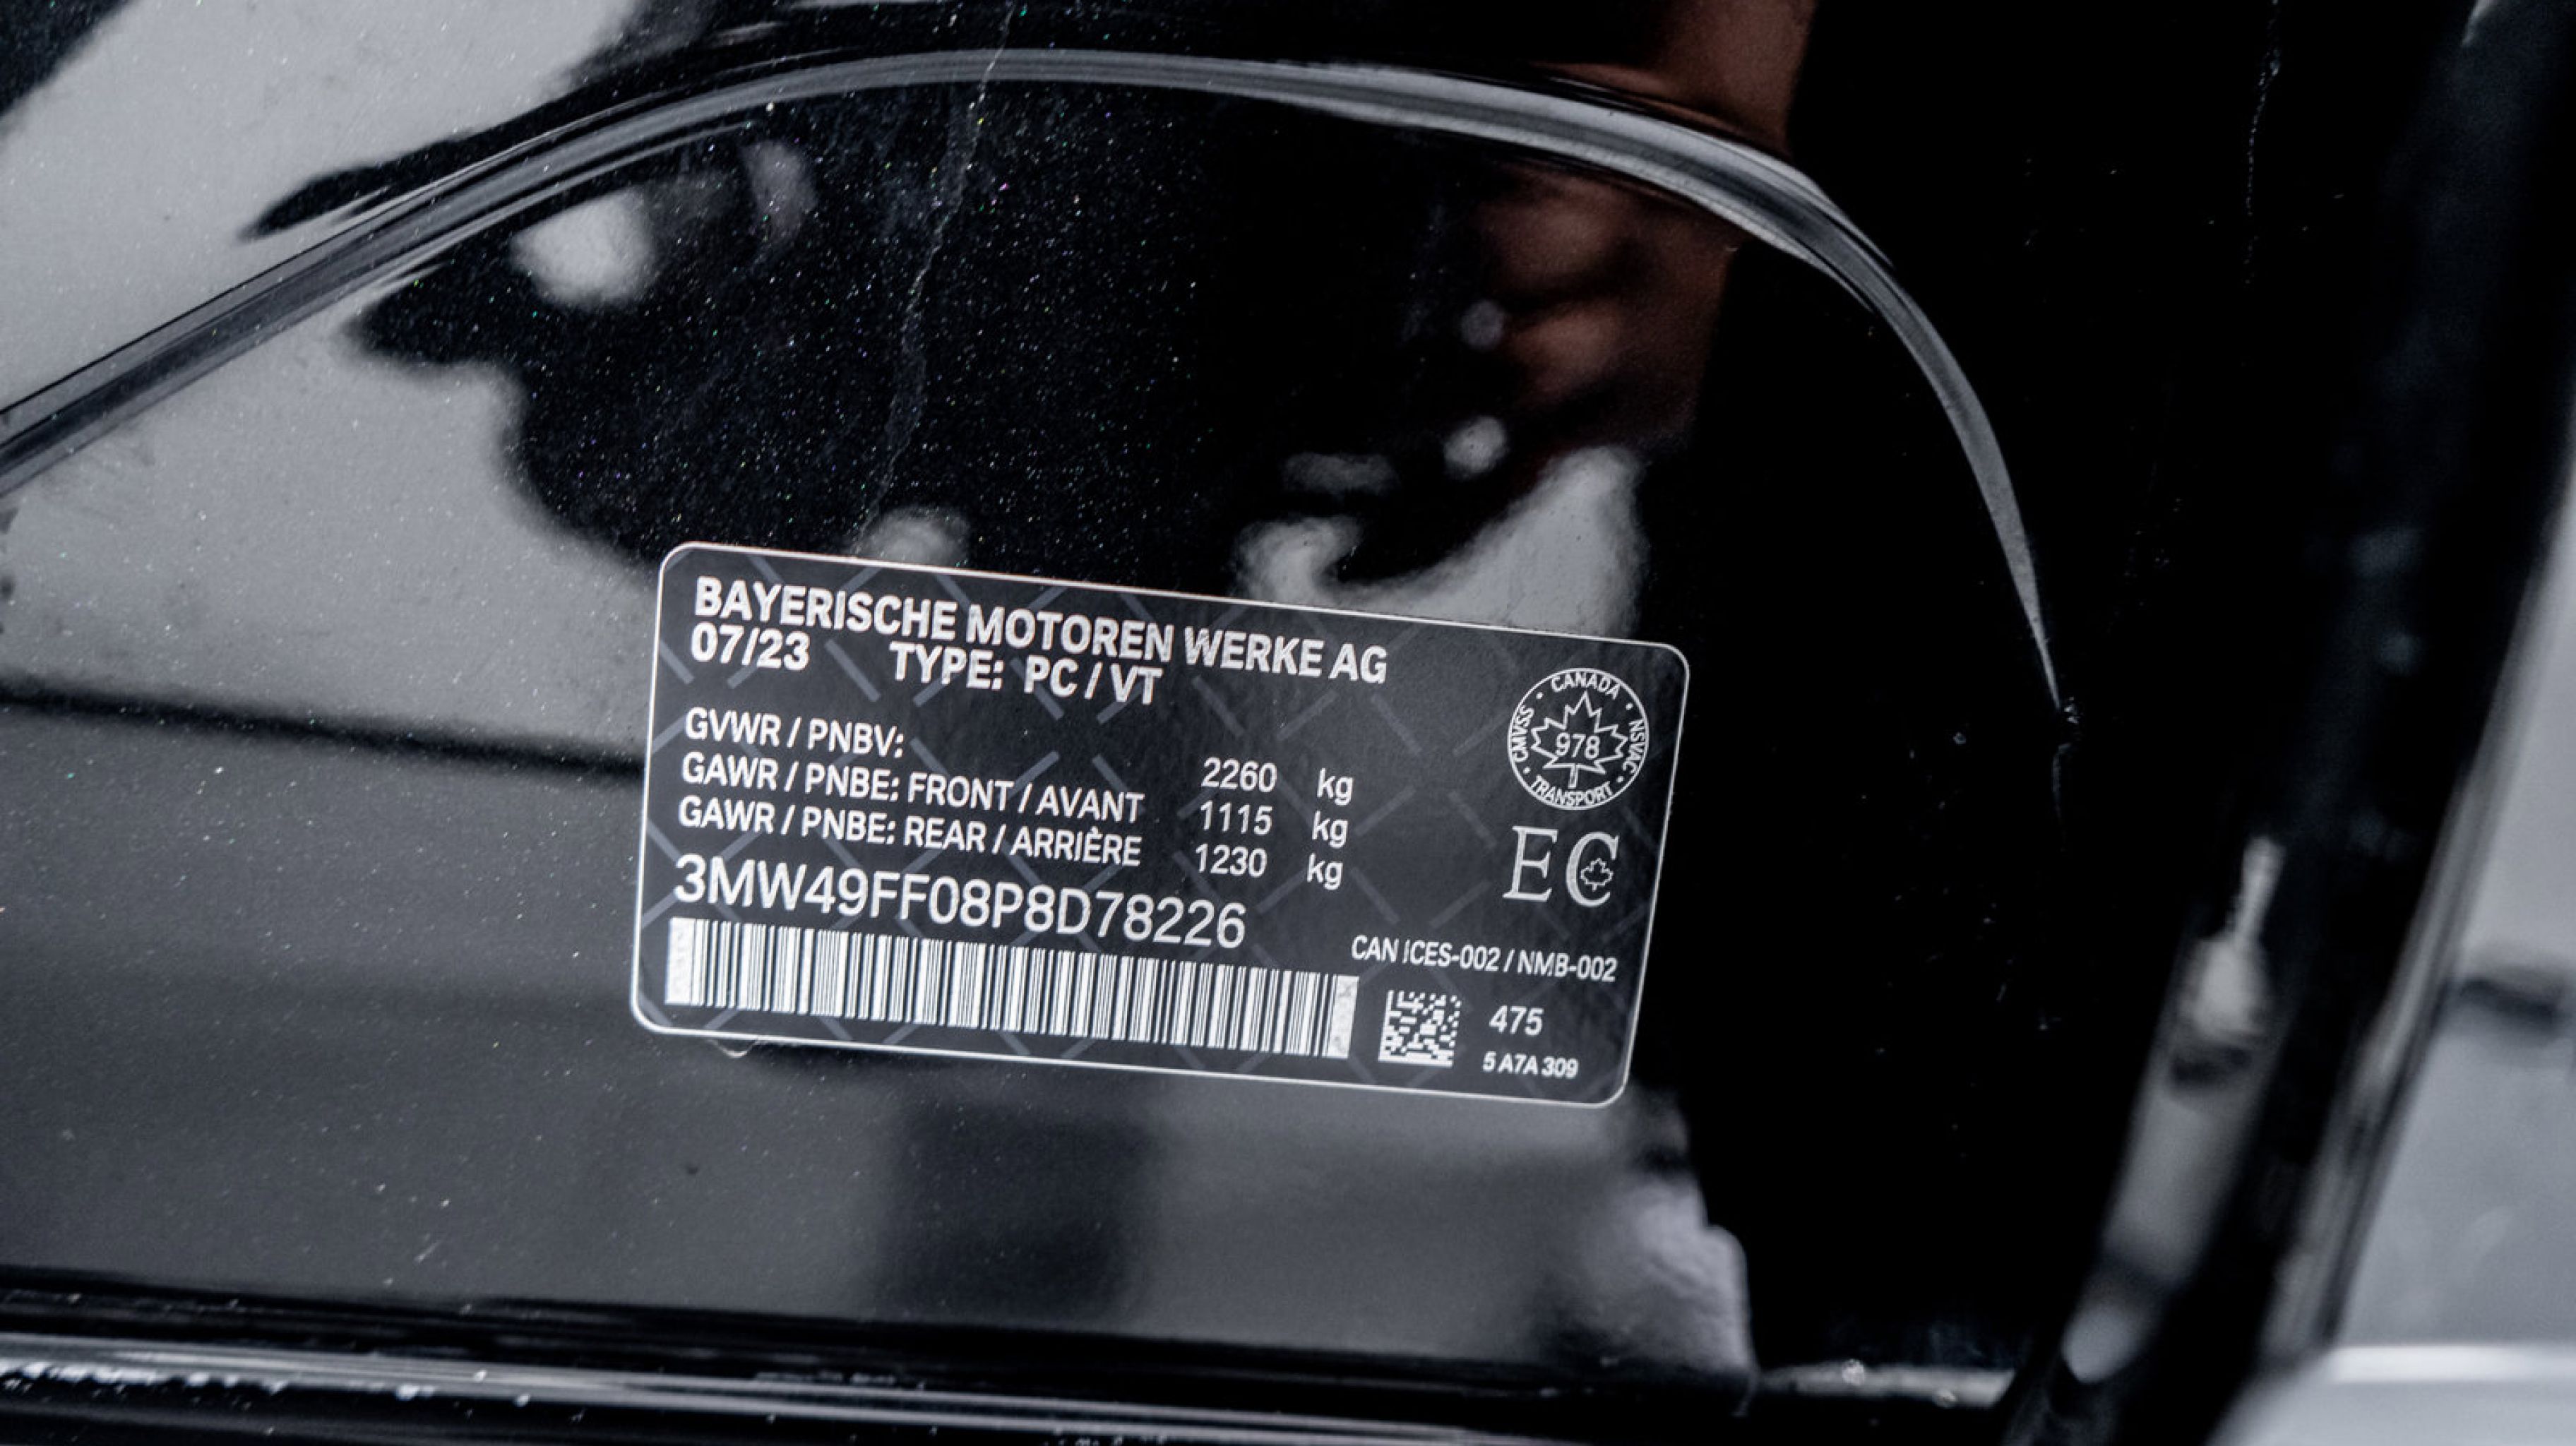 BAYERISCHE MOTOREN WERKE AG
07/23 TYPE: PC / VT
GVWR / PNBV: 2260 kg
GAWR / PNBE: FRONT / AVANT 1115 kg
GAWR / PNBE: REAR / ARRIÈRE 1230 kg
3MW49FF08P8D78226
CANADA
CMVSS 978 NSVAC
TRANSPORT
EC
CAN ICES-002 / NMB-002
475
5 A7A 309